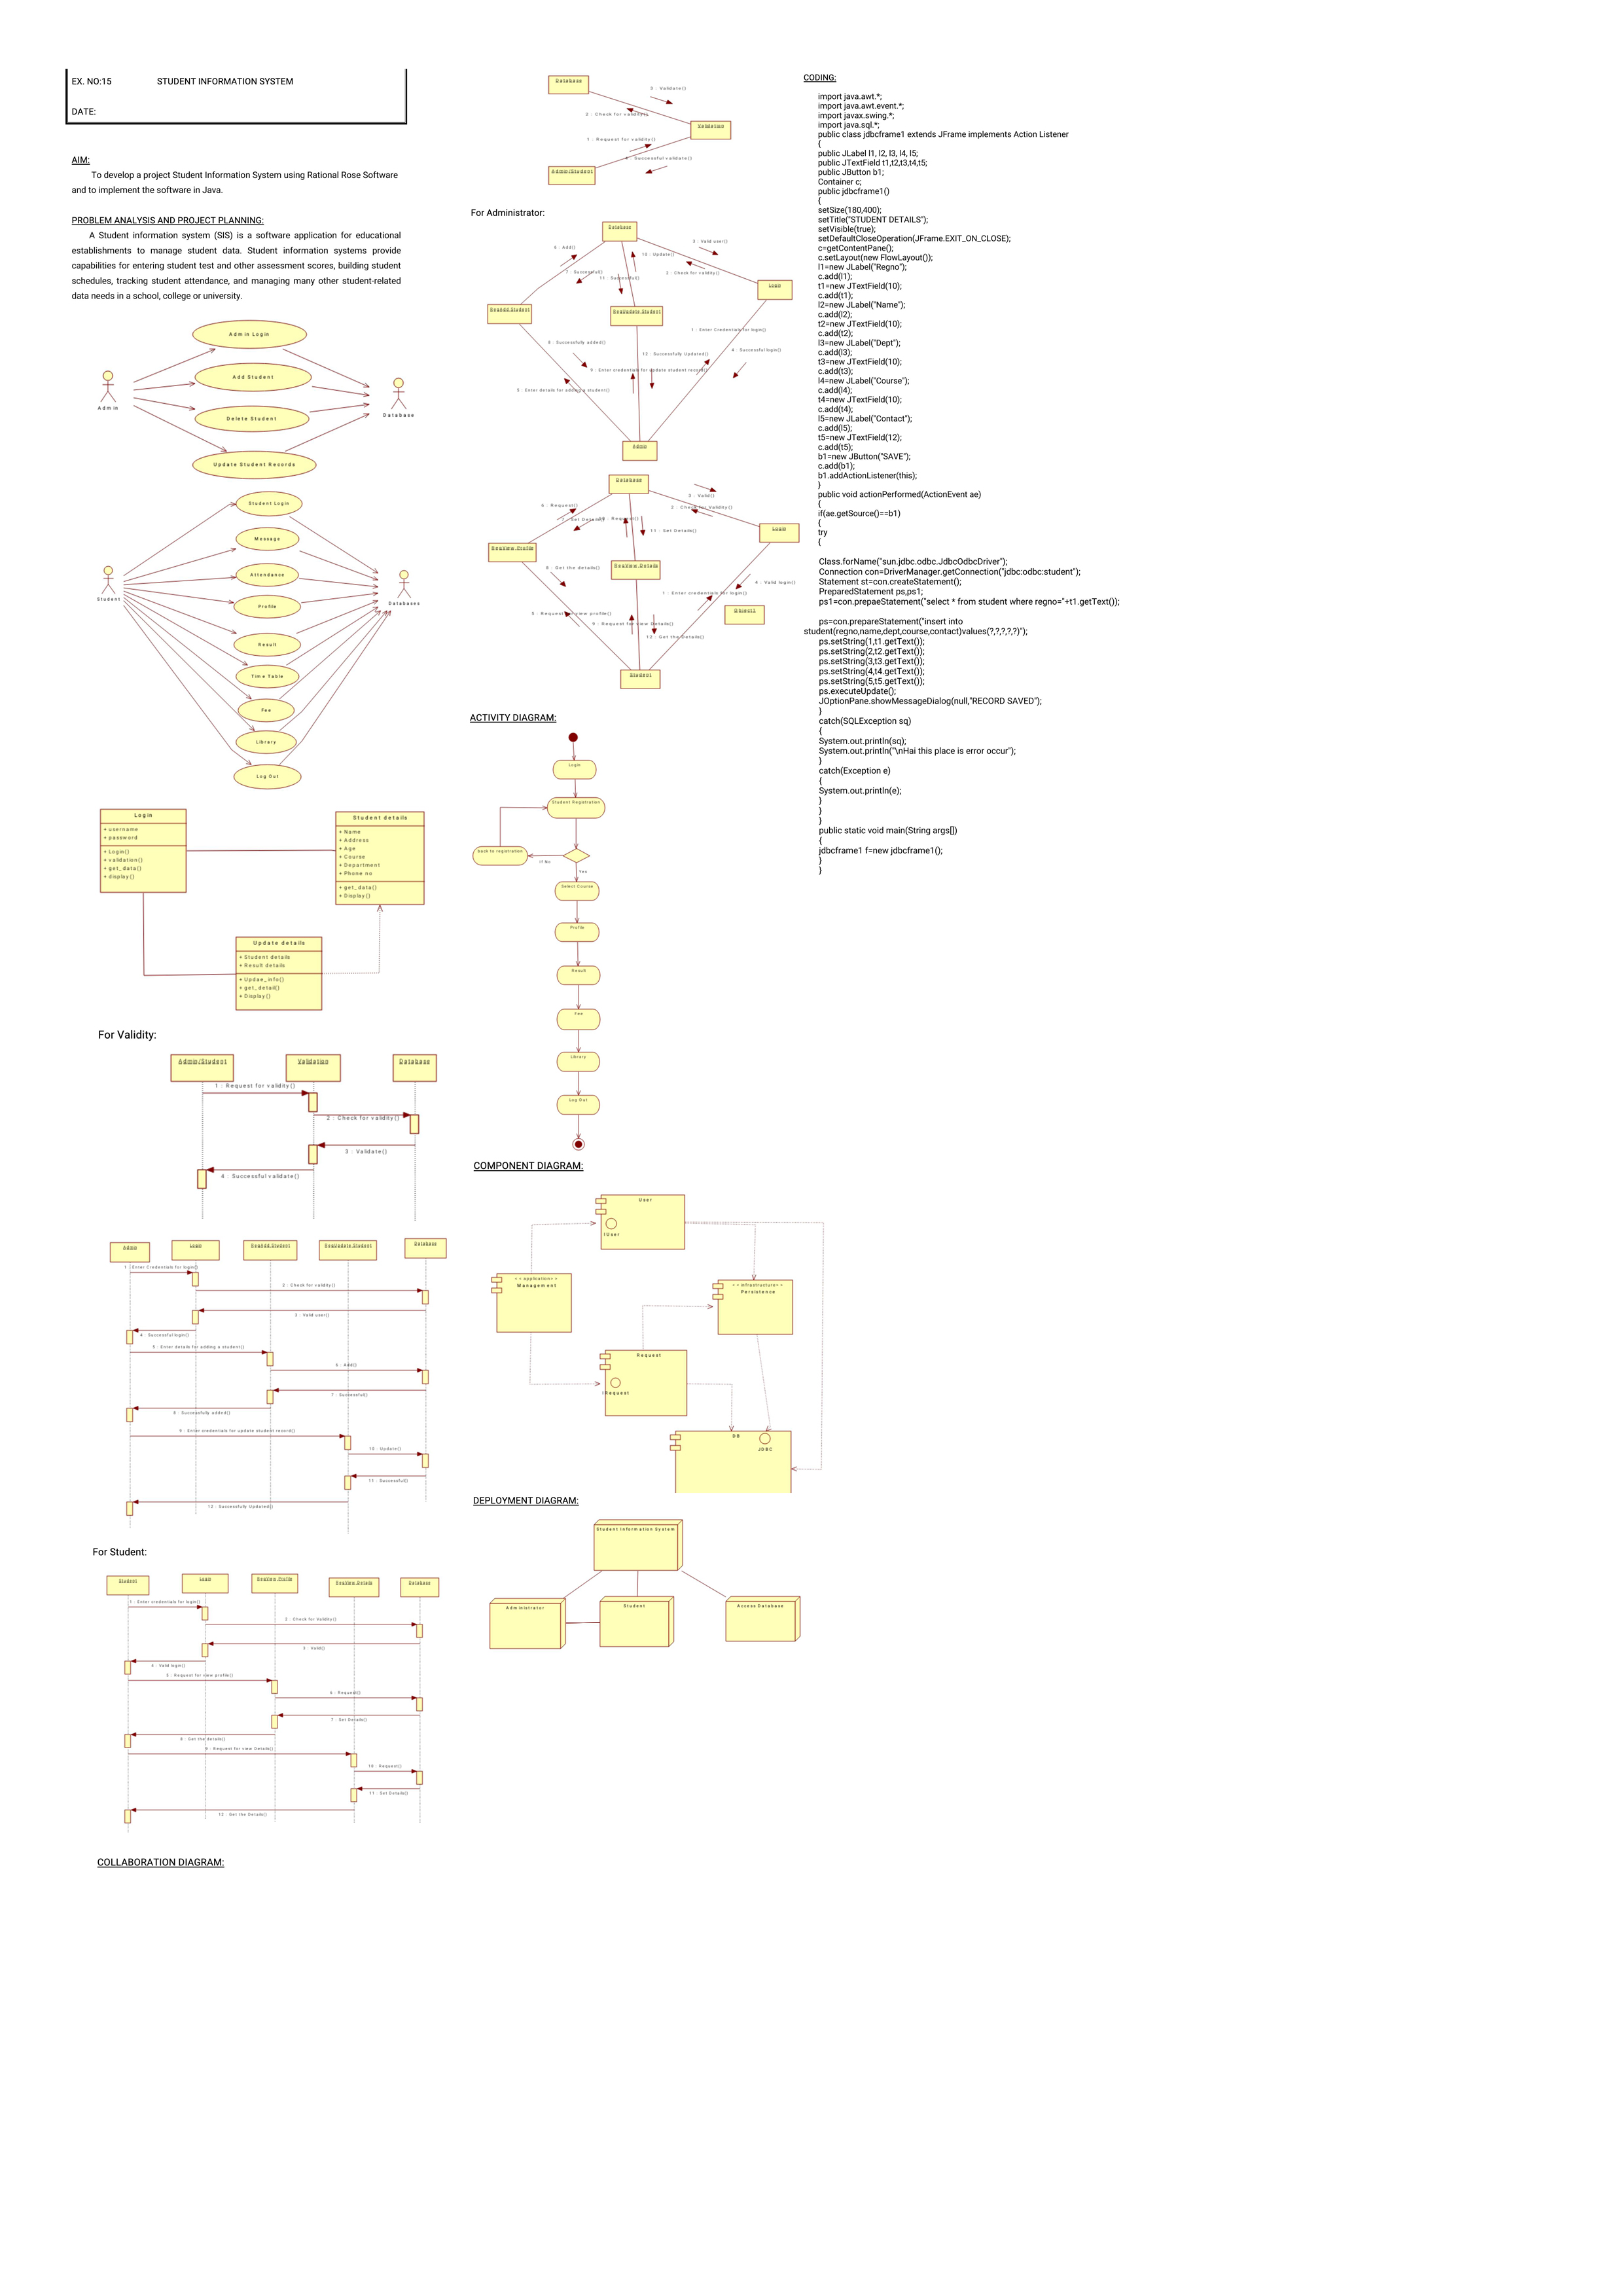 EX. NO:15 STUDENT INFORMATION SYSTEM
DATE:
AIM:
To develop a project Student Information System using Rational Rose Software
and to implement the software in Java.
PROBLEM ANALYSIS AND PROJECT PLANNING:
A Student information system (SIS) is a software application for educational
establishments to manage student data. Student information systems provide
capabilities for entering student test and other assessment scores, building student
schedules, tracking student attendance, and managing many other student-related
data needs in a school, college or university.
Admin Login
Add Student
Delete Student
Update Student Records
Admin
Database
Student Login
Message
Attendance
Profile
Result
Time Table
Fee
Library
Log Out
Student
Databases
Login
+ username
+ password
+ Login()
+ validation()
+ get_data()
+ display()
Student details
+ Name
+ Address
+ Age
+ Course
+ Department
+ Phone no
+ get_data()
+ Display()
Update details
+ Student details
+ Result details
+ Updae_info()
+ get_detail()
+ Display()
For Validity:
Admin/Student
Validation
Database
1 : Request for validity()
2 : Check for validity()
3 : Validate()
4 : Successful validate()
Admin
Login
ReqAdd Student
ReqUpdate Student
Database
1 : Enter Credentials for login()
2 : Check for validity()
3 : Valid user()
4 : Successful login()
5 : Enter details for adding a student()
6 : Add()
7 : Successful()
8 : Successfully added()
9 : Enter credentials for update student record()
10 : Update()
11 : Successful()
12 : Successfully Updated()
For Student:
Student
Login
ReqView Profile
ReqView Details
Database
1 : Enter credentials for login()
2 : Check for Validity()
3 : Valid()
4 : Valid login()
5 : Request for view profile()
6 : Request()
7 : Set Details()
8 : Get the details()
9 : Request for view Details()
10 : Request()
11 : Set Details()
12 : Get the Details()
COLLABORATION DIAGRAM:
Database
3 : Validate()
2 : Check for validity()
Validation
1 : Request for validity()
4 : Successful validate()
Admin/Student
For Administrator:
Database
6 : Add()
3 : Valid user()
10 : Update()
7 : Successful()
11 : Successful()
2 : Check for validity()
Login
ReqAdd Student
ReqUpdate Student
1 : Enter Credentials for login()
8 : Successfully added()
12 : Successfully Updated()
4 : Successful login()
9 : Enter credentials for update student record()
5 : Enter details for adding a student()
Admin
Database
3 : Valid()
6 : Request()
2 : Check for Validity()
7 : Set Details()
10 : Request()
11 : Set Details()
Login
ReqView Profile
8 : Get the details()
ReqView Details
4 : Valid login()
1 : Enter credentials for login()
Object1
5 : Request for view profile()
9 : Request for view Details()
12 : Get the Details()
Student
ACTIVITY DIAGRAM:
Login
Student Registration
back to registration
If No
Yes
Select Course
Profile
Result
Fee
Library
Log Out
COMPONENT DIAGRAM:
User
IUser
<<application>>
Management
<<infrastructure>>
Persistence
Request
IRequest
DB
JDBC
DEPLOYMENT DIAGRAM:
Student Information System
Administrator
Student
Access Database
CODING:
import java.awt.*;
import java.awt.event.*;
import javax.swing.*;
import java.sql.*;
public class jdbcframe1 extends JFrame implements Action Listener
{
public JLabel l1, l2, l3, l4, l5;
public JTextField t1,t2,t3,t4,t5;
public JButton b1;
Container c;
public jdbcframe1()
{
setSize(180,400);
setTitle("STUDENT DETAILS");
setVisible(true);
setDefaultCloseOperation(JFrame.EXIT_ON_CLOSE);
c=getContentPane();
c.setLayout(new FlowLayout());
l1=new JLabel("Regno");
c.add(l1);
t1=new JTextField(10);
c.add(t1);
l2=new JLabel("Name");
c.add(l2);
t2=new JTextField(10);
c.add(t2);
l3=new JLabel("Dept");
c.add(l3);
t3=new JTextField(10);
c.add(t3);
l4=new JLabel("Course");
c.add(l4);
t4=new JTextField(10);
c.add(t4);
l5=new JLabel("Contact");
c.add(l5);
t5=new JTextField(12);
c.add(t5);
b1=new JButton("SAVE");
c.add(b1);
b1.addActionListener(this);
}
public void actionPerformed(ActionEvent ae)
{
if(ae.getSource()==b1)
{
try
{
Class.forName("sun.jdbc.odbc.JdbcOdbcDriver");
Connection con=DriverManager.getConnection("jdbc:odbc:student");
Statement st=con.createStatement();
PreparedStatement ps,ps1;
ps1=con.prepaeStatement("select * from student where regno="+t1.getText());
ps=con.prepareStatement("insert into
student(regno,name,dept,course,contact)values(?,?,?,?,?)");
ps.setString(1,t1.getText());
ps.setString(2,t2.getText());
ps.setString(3,t3.getText());
ps.setString(4,t4.getText());
ps.setString(5,t5.getText());
ps.executeUpdate();
JOptionPane.showMessageDialog(null,"RECORD SAVED");
}
catch(SQLException sq)
{
System.out.println(sq);
System.out.println("\nHai this place is error occur");
}
catch(Exception e)
{
System.out.println(e);
}
}
}
public static void main(String args[])
{
jdbcframe1 f=new jdbcframe1();
}
}